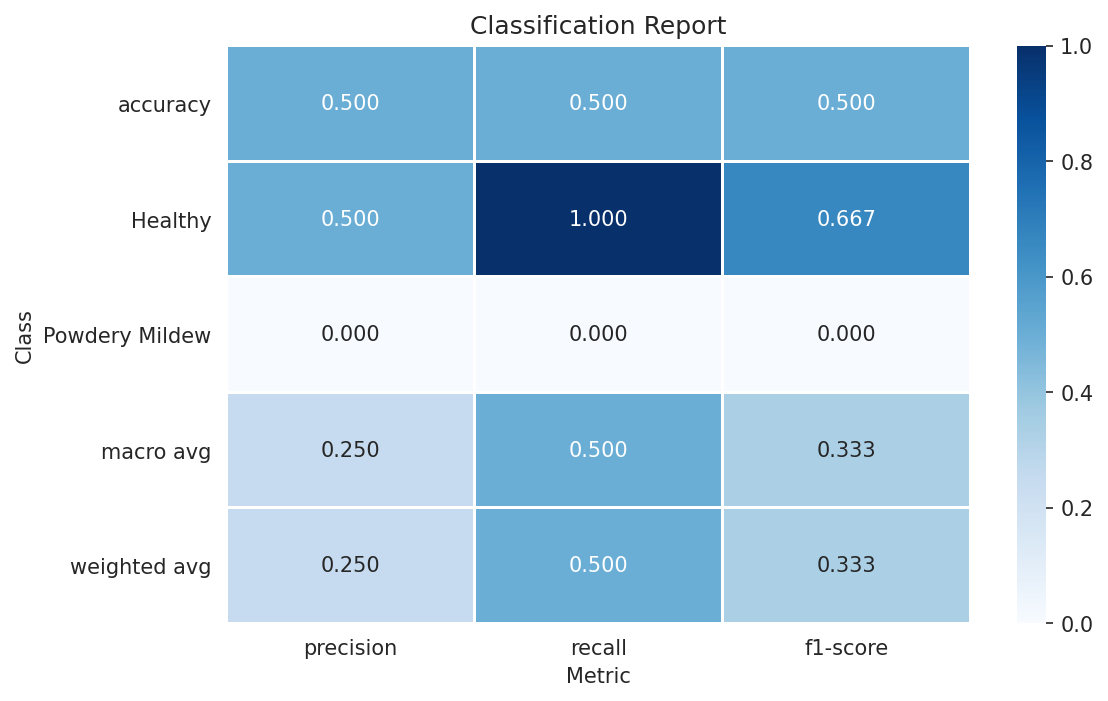 Classification Report
accuracy 0.500 0.500 0.500
Healthy 0.500 1.000 0.667
Powdery Mildew 0.000 0.000 0.000
macro avg 0.250 0.500 0.333
weighted avg 0.250 0.500 0.333
precision recall f1-score
Metric
Class
1.0
0.8
0.6
0.4
0.2
0.0